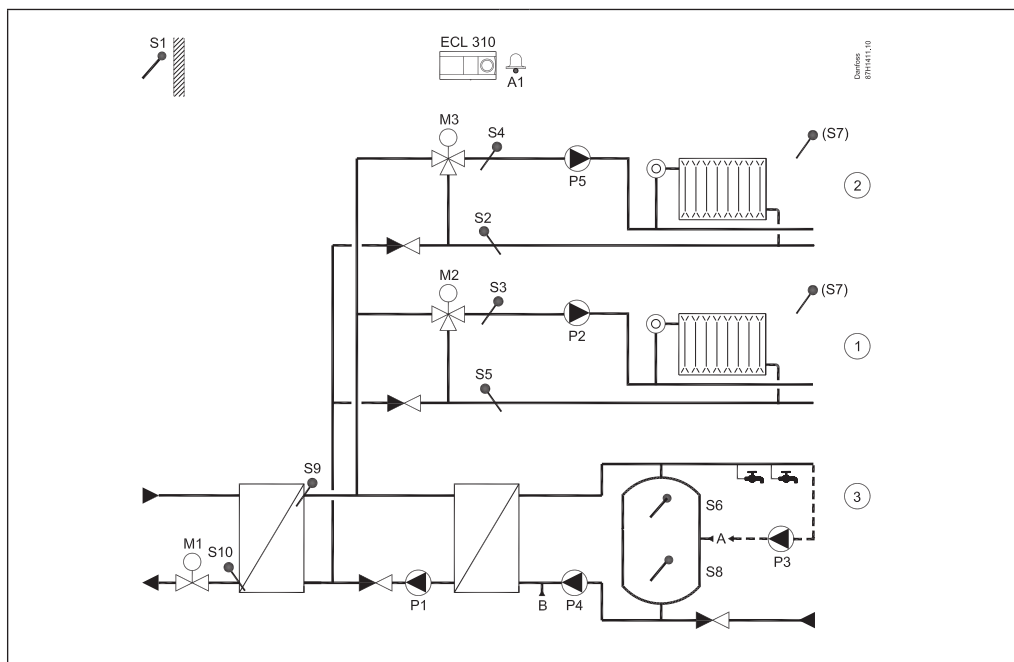 S1
ECL 310
A1
Danfoss
87H1411.10
M3
S4
(S7)
P5
2
S2
M2
S3
(S7)
P2
1
S5
S9
3
S6
M1
S10
A
P3
S8
P1
B
P4